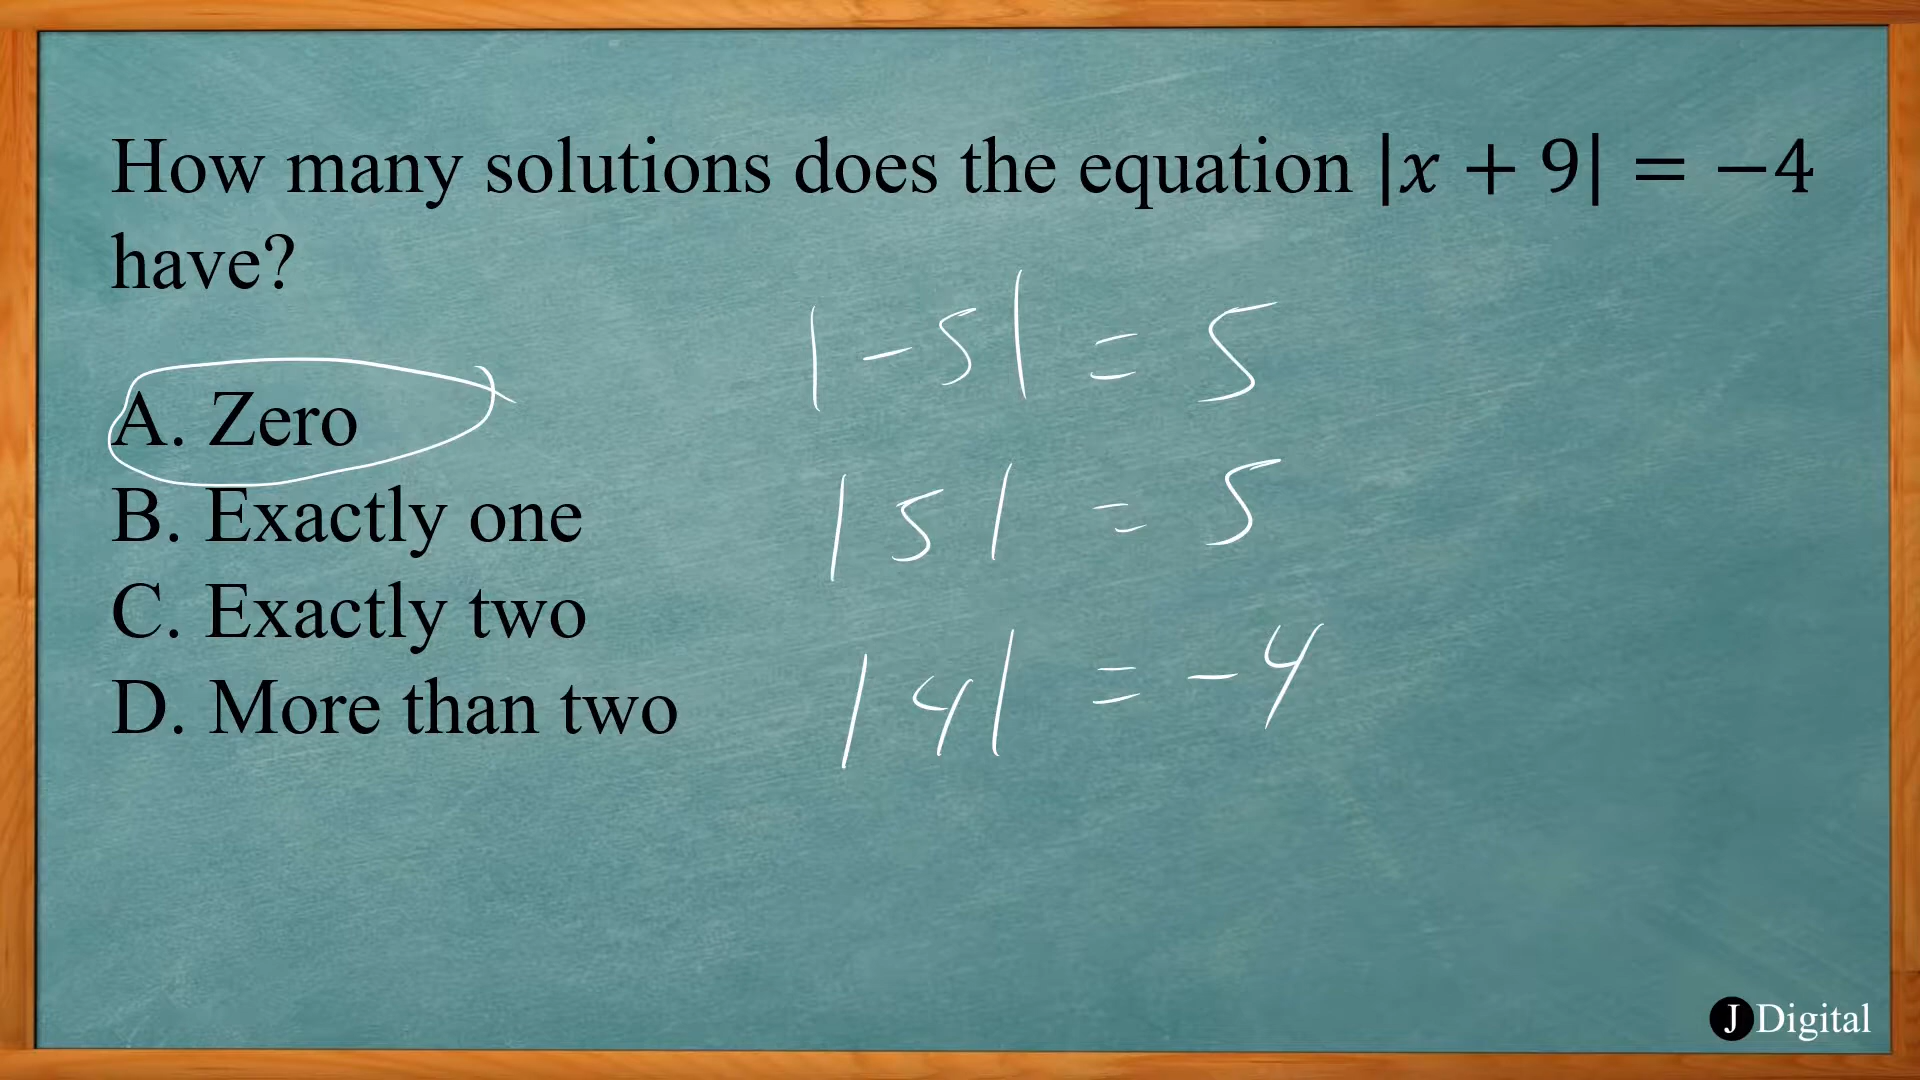 How many solutions does the equation |x + 9| = −4
have?
A. Zero
B. Exactly one
C. Exactly two
D. More than two
|-5| = 5
|5| = 5
|4| = -4
J Digital